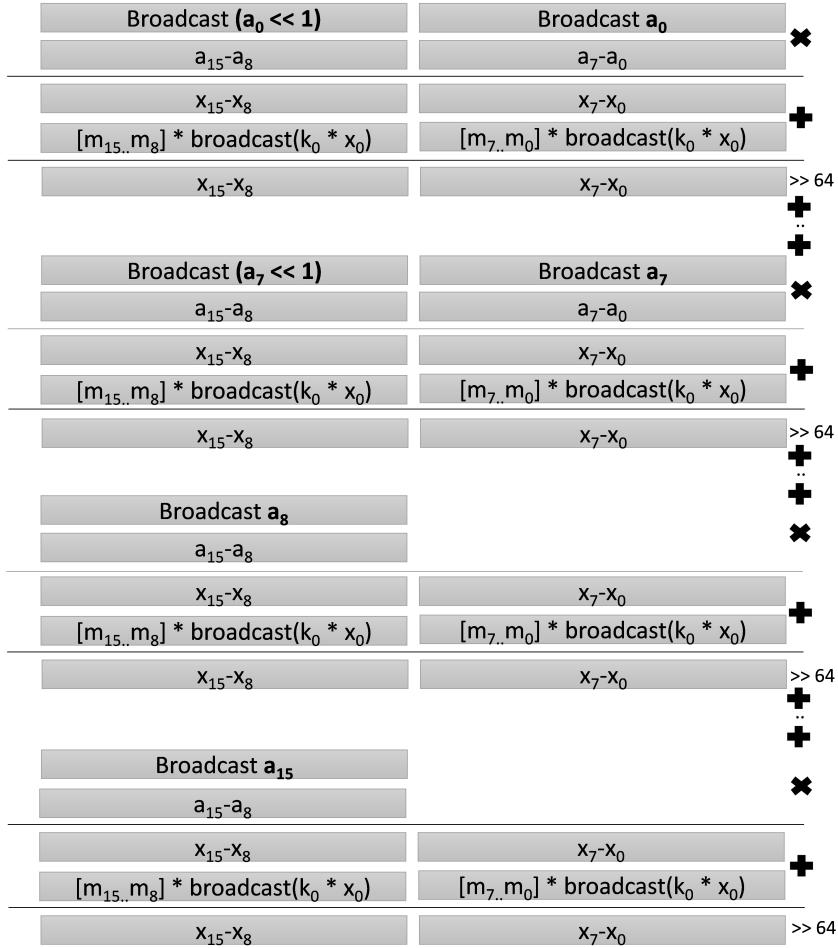 Broadcast (a₀ << 1) Broadcast a₀
a₁₅-a₈ a₇-a₀
x₁₅-x₈ x₇-x₀
[m₁₅..m₈] * broadcast(k₀ * x₀) [m₇..m₀] * broadcast(k₀ * x₀)
x₁₅-x₈ x₇-x₀ >> 64
Broadcast (a₇ << 1) Broadcast a₇
a₁₅-a₈ a₇-a₀
x₁₅-x₈ x₇-x₀
[m₁₅..m₈] * broadcast(k₀ * x₀) [m₇..m₀] * broadcast(k₀ * x₀)
x₁₅-x₈ x₇-x₀ >> 64
Broadcast a₈
a₁₅-a₈
x₁₅-x₈ x₇-x₀
[m₁₅..m₈] * broadcast(k₀ * x₀) [m₇..m₀] * broadcast(k₀ * x₀)
x₁₅-x₈ x₇-x₀ >> 64
Broadcast a₁₅
a₁₅-a₈
x₁₅-x₈ x₇-x₀
[m₁₅..m₈] * broadcast(k₀ * x₀) [m₇..m₀] * broadcast(k₀ * x₀)
x₁₅-x₈ x₇-x₀ >> 64